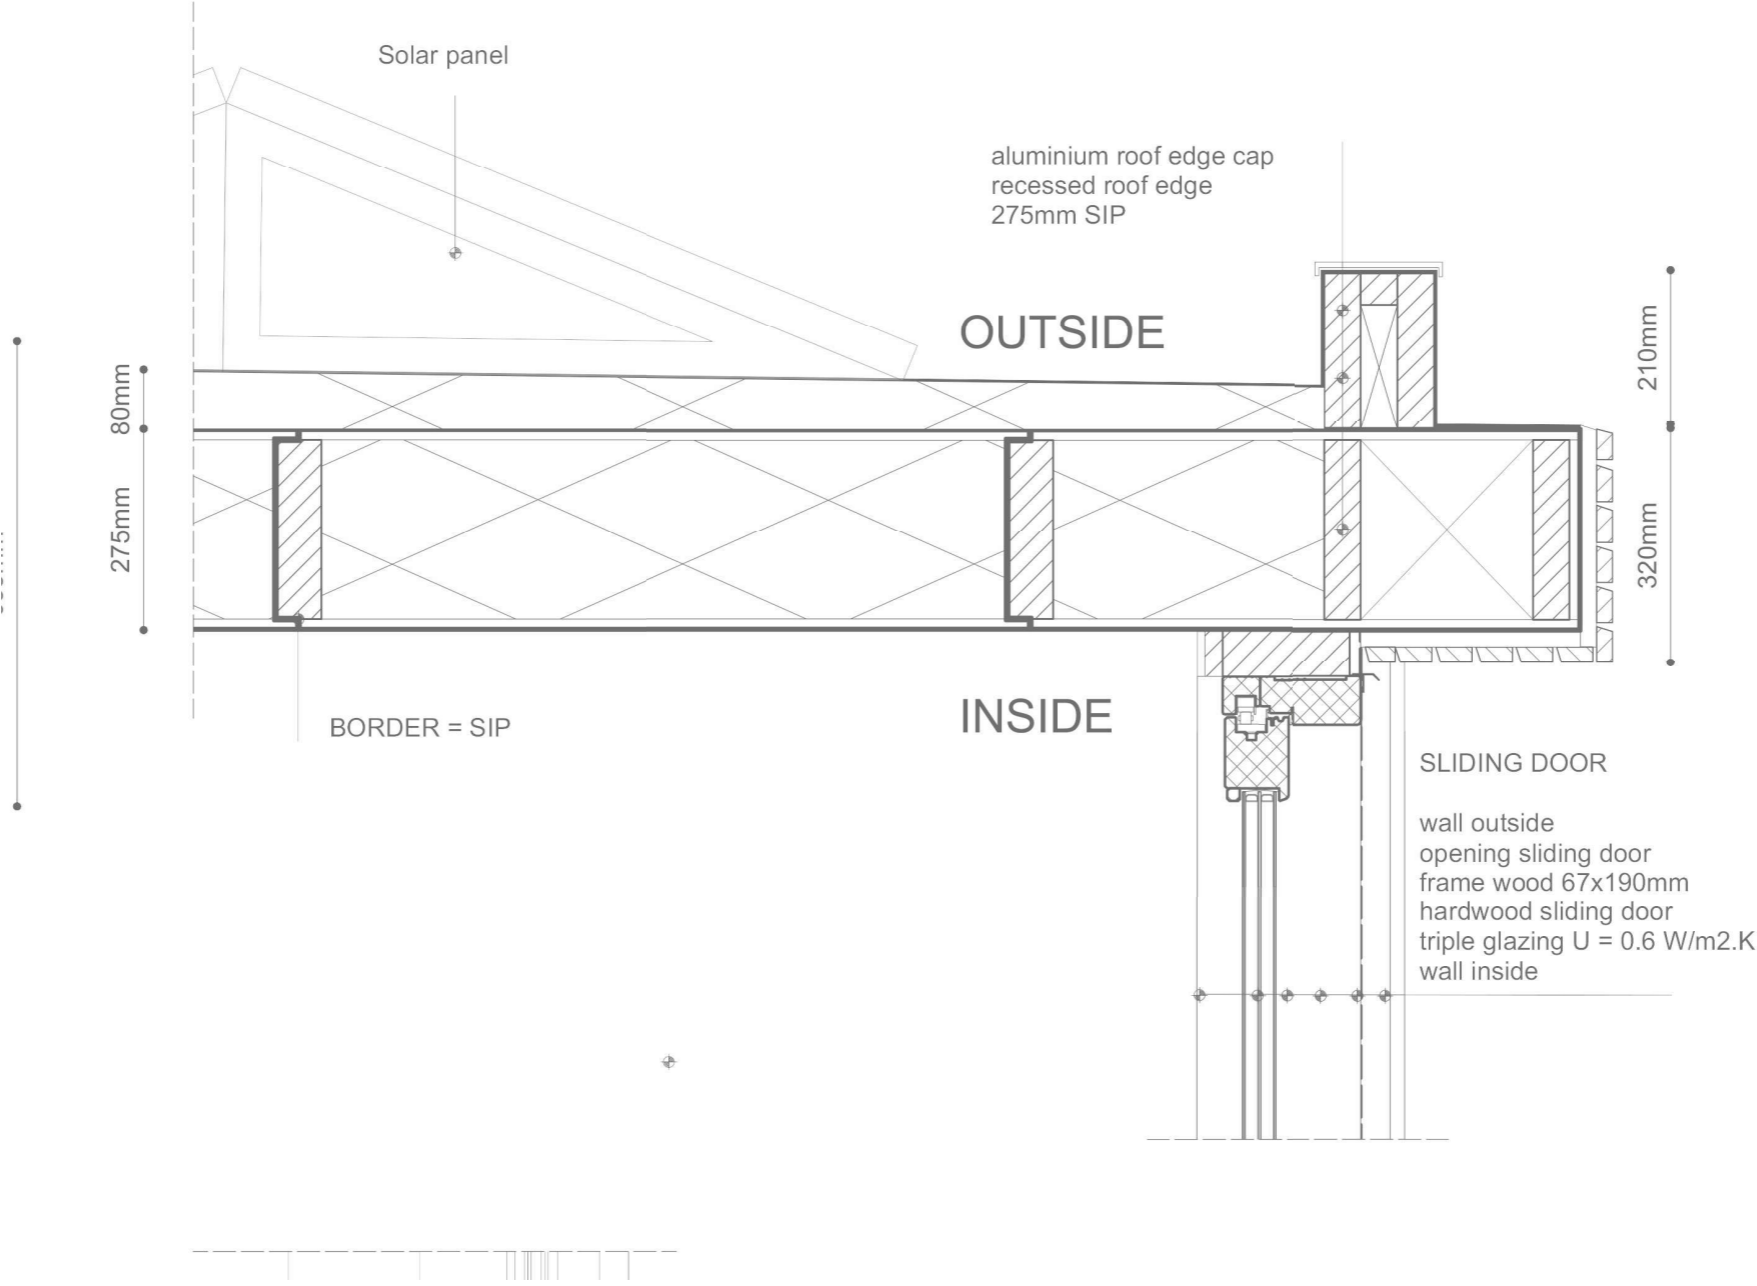 Solar panel
aluminium roof edge cap
recessed roof edge
275mm SIP
OUTSIDE
210mm
80mm
275mm
320mm
INSIDE
BORDER = SIP
SLIDING DOOR
wall outside
opening sliding door
frame wood 67x190mm
hardwood sliding door
triple glazing U = 0.6 W/m2.K
wall inside